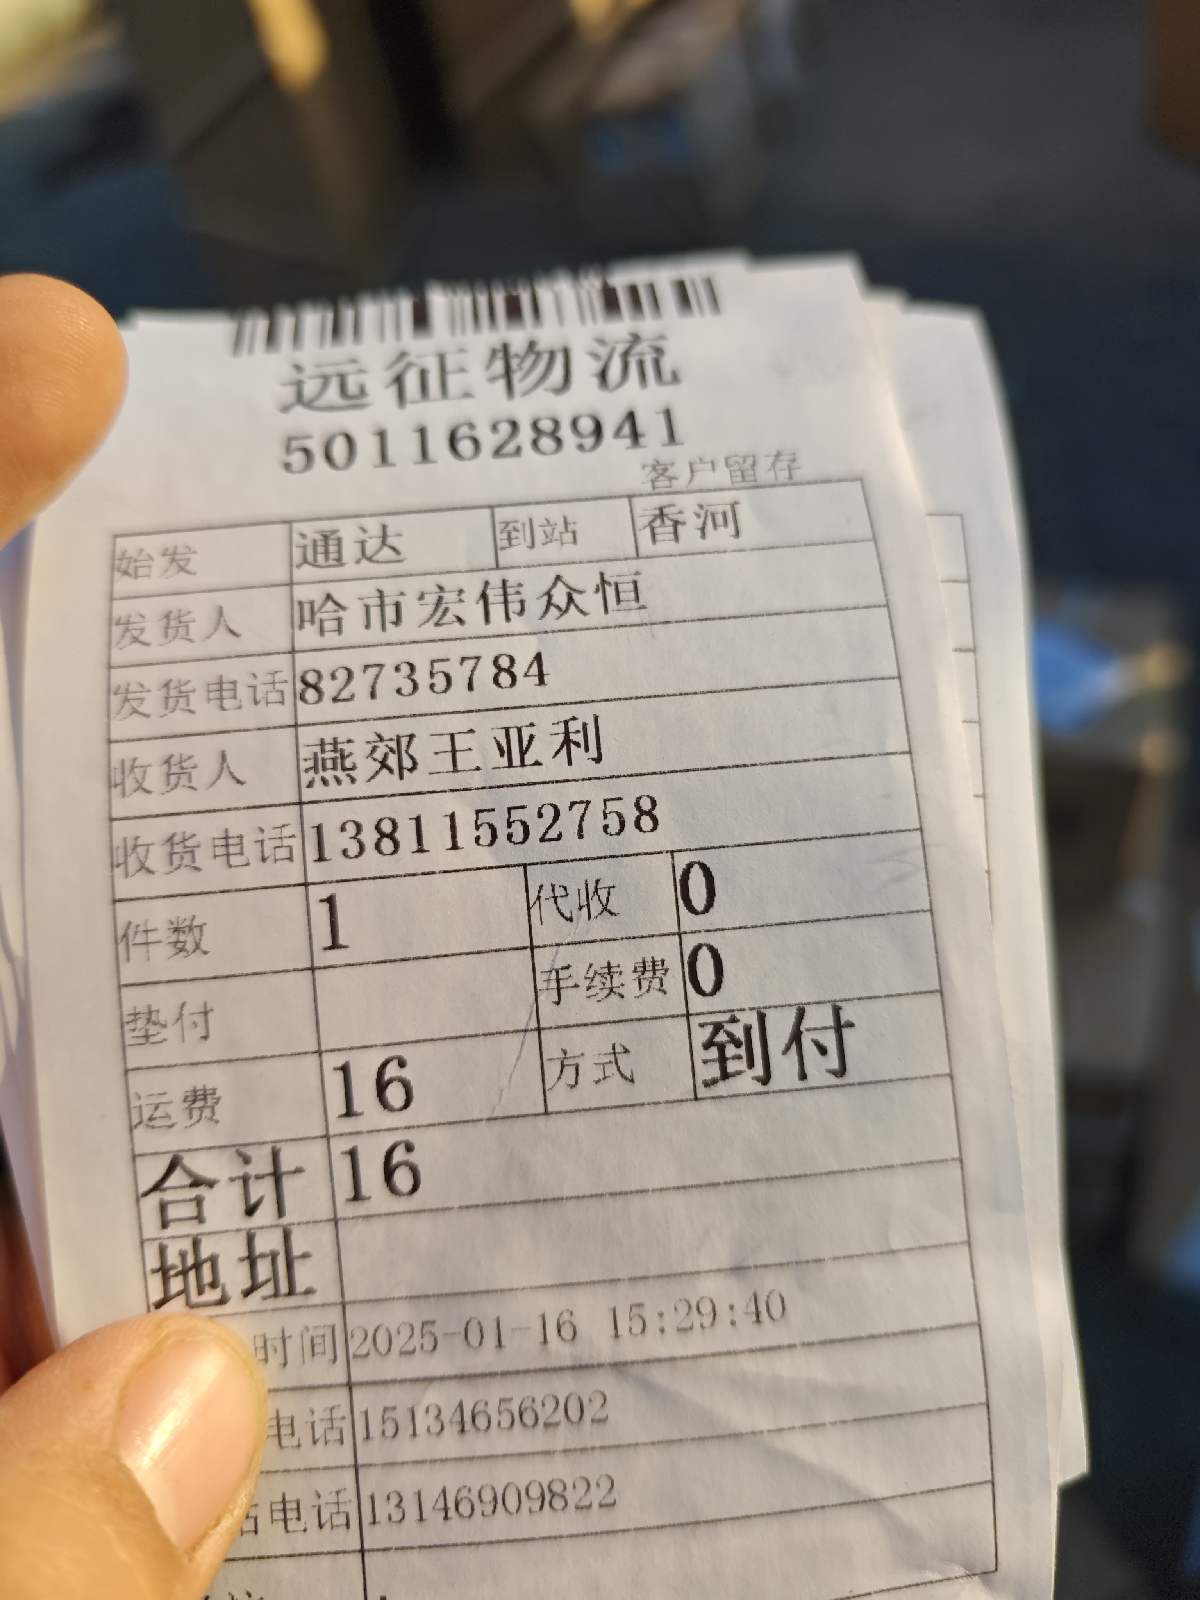 远征物流
5011628941
客户留存
始发 通达 到站 香河
发货人 哈市宏伟众恒
发货电话 82735784
收货人 燕郊王亚利
收货电话 13811552758
件数 1 代收 0
垫付 手续费 0
运费 16 方式 到付
合计 16
地址
时间 2025-01-16 15:29:40
电话 15134656202
站电话 13146909822